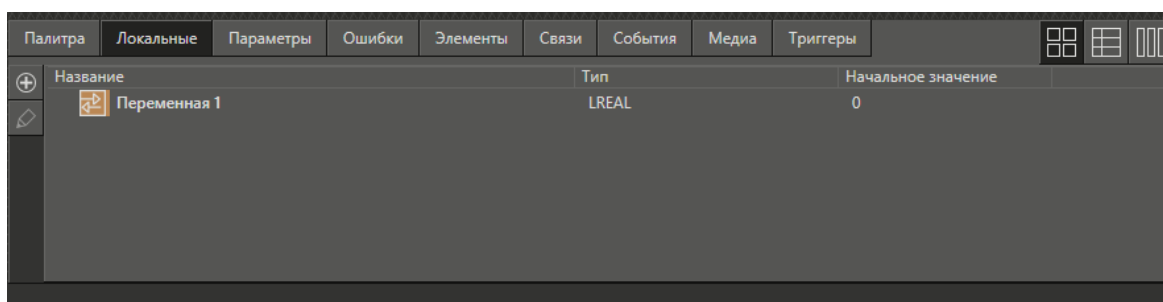 Палитра Локальные Параметры Ошибки Элементы Связи События Медиа Триггеры
Название Тип Начальное значение
Переменная 1 LREAL 0